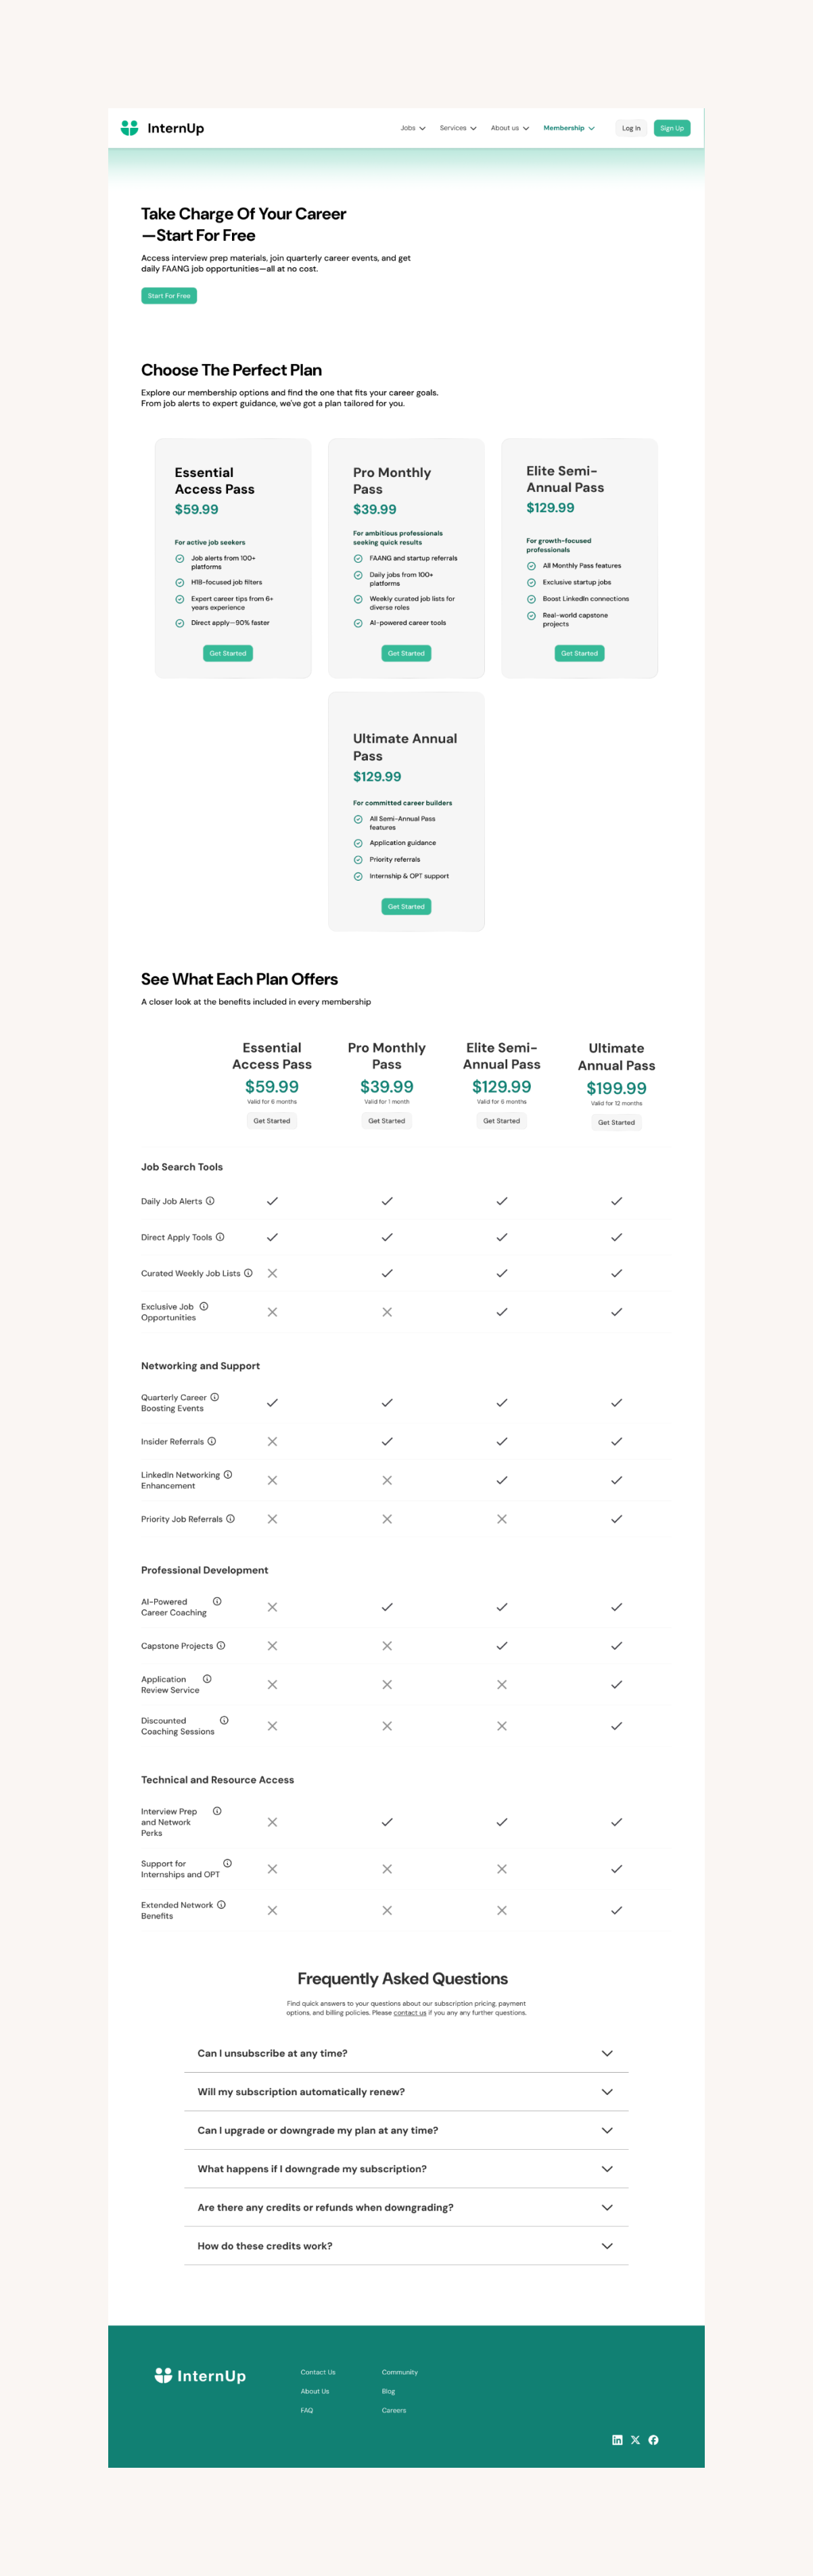 InternUp
Jobs
Services
About us
Membership
Log In
Sign Up
Take Charge Of Your Career
—Start For Free
Access interview prep materials, join quarterly career events, and get
daily FAANG job opportunities—all at no cost.
Start For Free
Choose The Perfect Plan
Explore our membership options and find the one that fits your career goals.
From job alerts to expert guidance, we've got a plan tailored for you.
Essential
Access Pass
$59.99
For active job seekers
Job alerts from 100+
platforms
H1B-focused job filters
Expert career tips from 6+
years experience
Direct apply—90% faster
Get Started
Pro Monthly
Pass
$39.99
For ambitious professionals
seeking quick results
FAANG and startup referrals
Daily jobs from 100+
platforms
Weekly curated job lists for
diverse roles
AI-powered career tools
Get Started
Elite Semi-
Annual Pass
$129.99
For growth-focused
professionals
All Monthly Pass features
Exclusive startup jobs
Boost LinkedIn connections
Real-world capstone
projects
Get Started
Ultimate Annual
Pass
$129.99
For committed career builders
All Semi-Annual Pass
features
Application guidance
Priority referrals
Internship & OPT support
Get Started
See What Each Plan Offers
A closer look at the benefits included in every membership
Essential
Access Pass
$59.99
Valid for 6 months
Get Started
Pro Monthly
Pass
$39.99
Valid for 1 month
Get Started
Elite Semi-
Annual Pass
$129.99
Valid for 6 months
Get Started
Ultimate
Annual Pass
$199.99
Valid for 12 months
Get Started
Job Search Tools
Daily Job Alerts
Direct Apply Tools
Curated Weekly Job Lists
Exclusive Job
Opportunities
Networking and Support
Quarterly Career
Boosting Events
Insider Referrals
LinkedIn Networking
Enhancement
Priority Job Referrals
Professional Development
AI-Powered
Career Coaching
Capstone Projects
Application
Review Service
Discounted
Coaching Sessions
Technical and Resource Access
Interview Prep
and Network
Perks
Support for
Internships and OPT
Extended Network
Benefits
Frequently Asked Questions
Find quick answers to your questions about our subscription pricing, payment
options, and billing policies. Please contact us if you any any further questions.
Can I unsubscribe at any time?
Will my subscription automatically renew?
Can I upgrade or downgrade my plan at any time?
What happens if I downgrade my subscription?
Are there any credits or refunds when downgrading?
How do these credits work?
InternUp
Contact Us
About Us
FAQ
Community
Blog
Careers